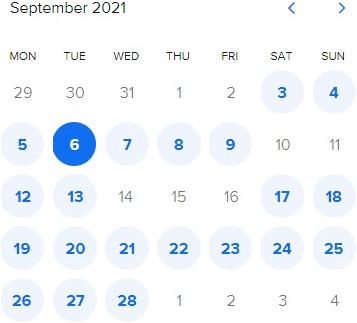 September 2021
MON TUE WED THU FRI SAT SUN
29 30 31 1 2 3 4
5 6 7 8 9 10 11
12 13 14 15 16 17 18
19 20 21 22 23 24 25
26 27 28 1 2 3 4